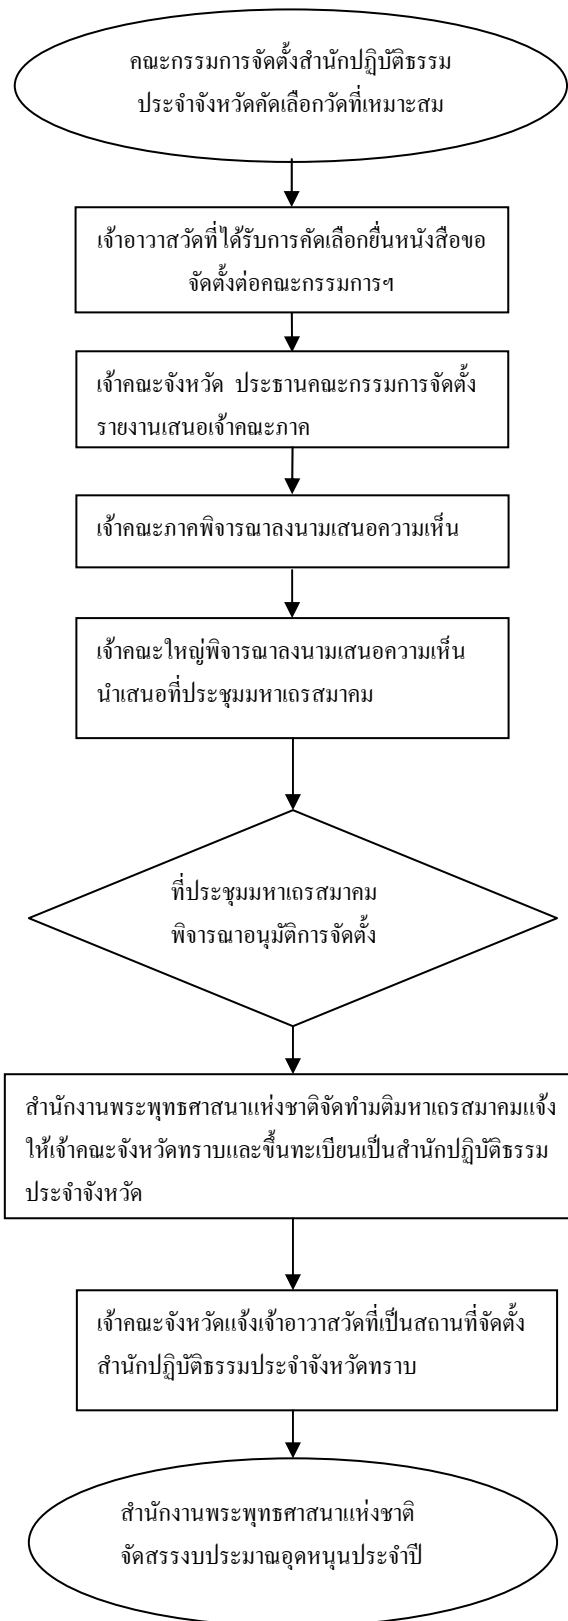 คณะกรรมการจัดตั้งสำนักปฏิบัติธรรม
ประจำจังหวัดคัดเลือกวัดที่เหมาะสม
เจ้าอาวาสวัดที่ได้รับการคัดเลือกยื่นหนังสือขอ
จัดตั้งต่อคณะกรรมการฯ
เจ้าคณะจังหวัด ประธานคณะกรรมการจัดตั้ง
รายงานเสนอเจ้าคณะภาค
เจ้าคณะภาคพิจารณาลงนามเสนอความเห็น
เจ้าคณะใหญ่พิจารณาลงนามเสนอความเห็น
นำเสนอที่ประชุมมหาเถรสมาคม
ที่ประชุมมหาเถรสมาคม
พิจารณาอนุมัติการจัดตั้ง
สำนักงานพระพุทธศาสนาแห่งชาติจัดทำมติมหาเถรสมาคมแจ้ง
ให้เจ้าคณะจังหวัดทราบและขึ้นทะเบียนเป็นสำนักปฏิบัติธรรม
ประจำจังหวัด
เจ้าคณะจังหวัดแจ้งเจ้าอาวาสวัดที่เป็นสถานที่จัดตั้ง
สำนักปฏิบัติธรรมประจำจังหวัดทราบ
สำนักงานพระพุทธศาสนาแห่งชาติ
จัดสรรงบประมาณอุดหนุนประจำปี